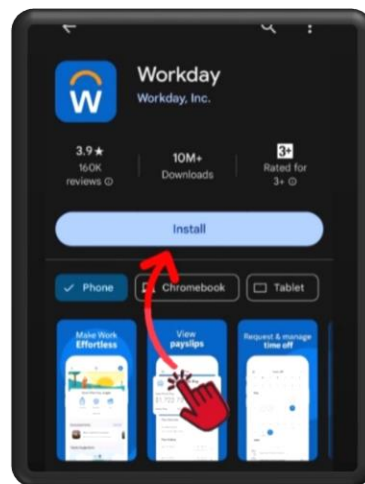 Workday
Workday, Inc.
3.9★
160K
reviews
10M+
Downloads
3+
Rated for
3+
Install
Phone
Chromebook
Tablet
Make Work
Effortless
View
payslips
Request & manage
time off